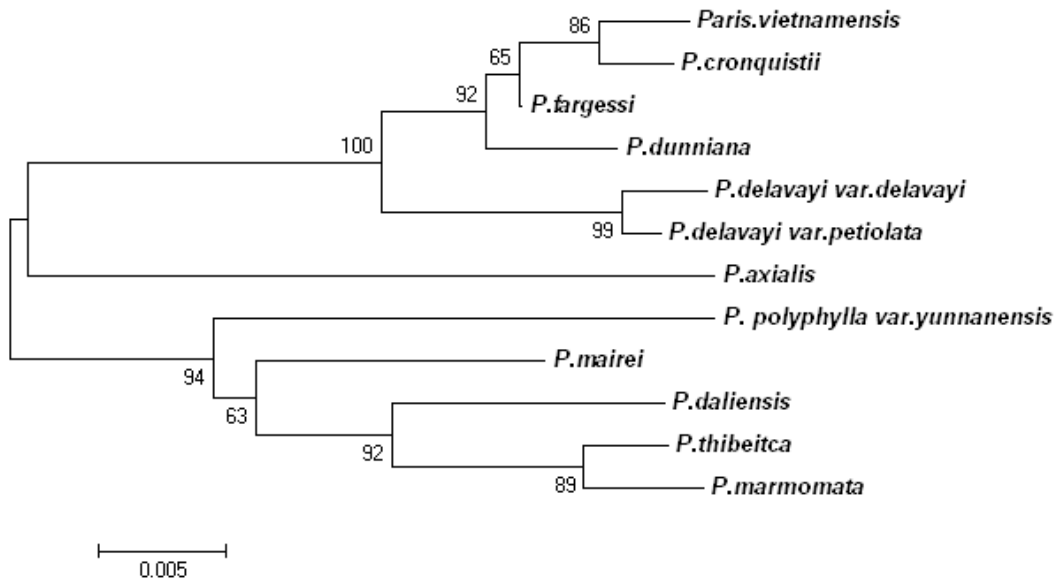 Paris.vietnamensis
86
P.cronquistii
65
P.fargessi
92
P.dunniana
100
P.delavayi var.delavayi
99
P.delavayi var.petiolata
P.axialis
P. polyphylla var.yunnanensis
94
P.mairei
63
P.daliensis
92
P.thibeitca
89
P.marmomata
0.005